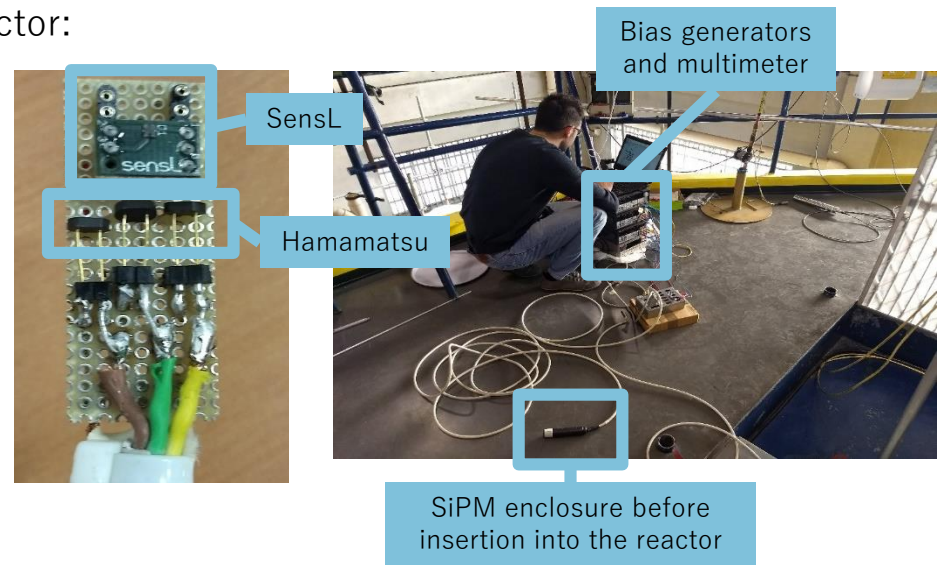 ctor:
Bias generators
and multimeter
SensL
sensL
Hamamatsu
SiPM enclosure before
insertion into the reactor